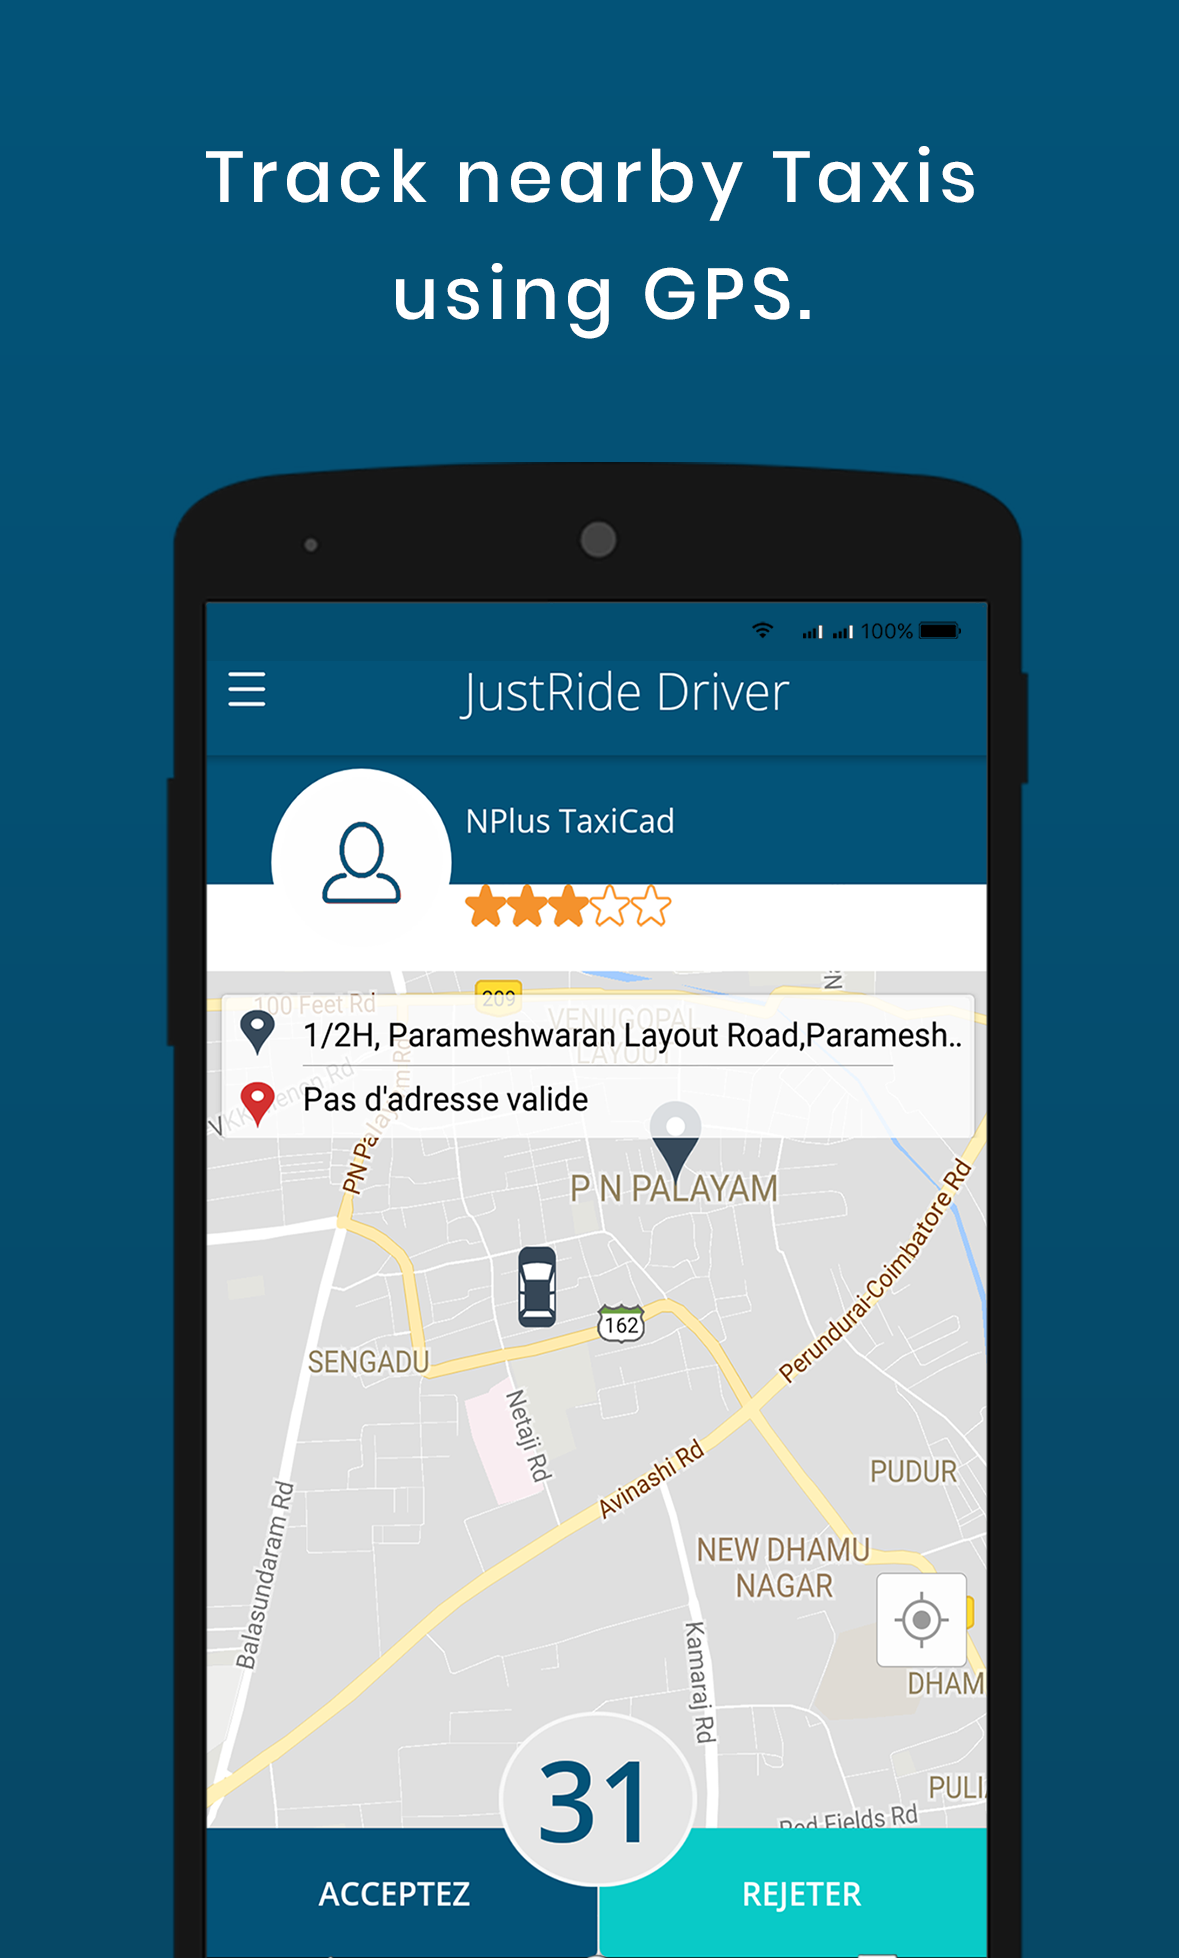 Track nearby Taxis
using GPS.
100%
JustRide Driver
NPlus TaxiCad
100 Feet Rd
209
VENUGOPAL
LAYOUT
1/2H, Parameshwaran Layout Road,Paramesh..
Pas d'adresse valide
PN Palayam Rd
P N PALAYAM
Perundurai-Coimbatore Rd
162
SENGADU
Netaji Rd
Avinashi Rd
PUDUR
Balasundaram Rd
NEW DHAMU
NAGAR
Kamaraj Rd
DHAM
PULI
Red Fields Rd
31
ACCEPTEZ
REJETER